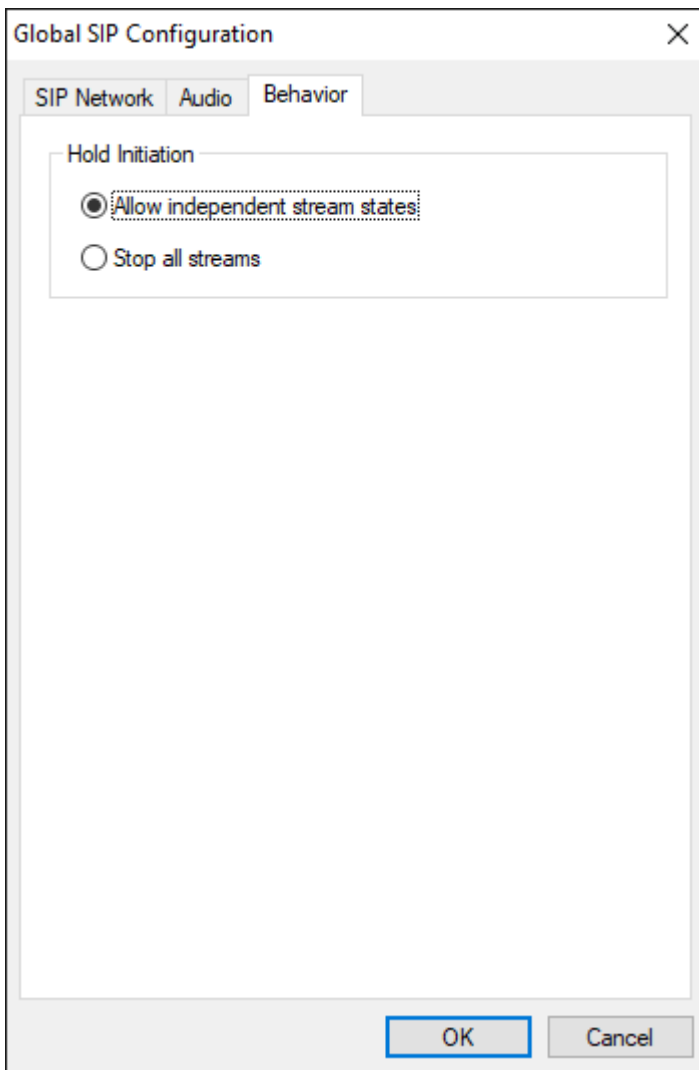 Global SIP Configuration
SIP Network Audio Behavior
Hold Initiation
Allow independent stream states
Stop all streams
OK Cancel